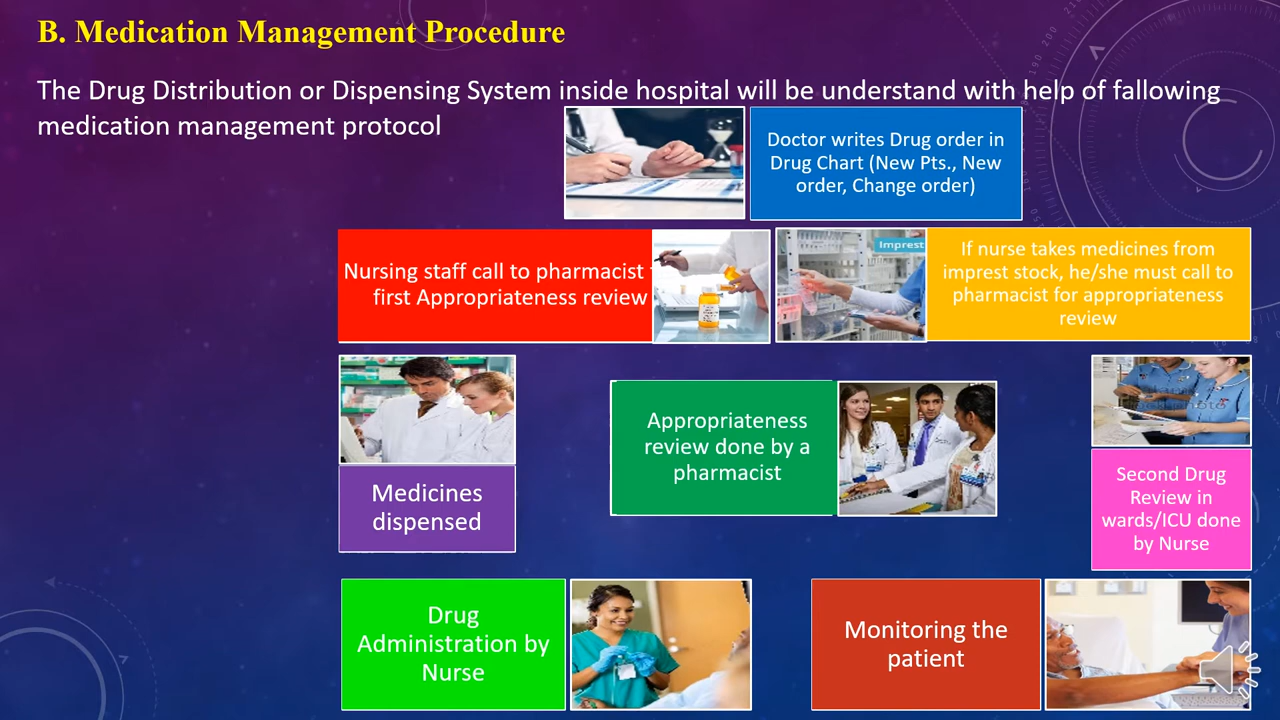 B. Medication Management Procedure
The Drug Distribution or Dispensing System inside hospital will be understand with help of fallowing
medication management protocol
Doctor writes Drug order in
Drug Chart (New Pts., New
order, Change order)
Nursing staff call to pharmacist
first Appropriateness review
Imprest
If nurse takes medicines from
imprest stock, he/she must call to
pharmacist for appropriateness
review
Appropriateness
review done by a
pharmacist
Medicines
dispensed
Second Drug
Review in
wards/ICU done
by Nurse
Drug
Administration by
Nurse
Monitoring the
patient